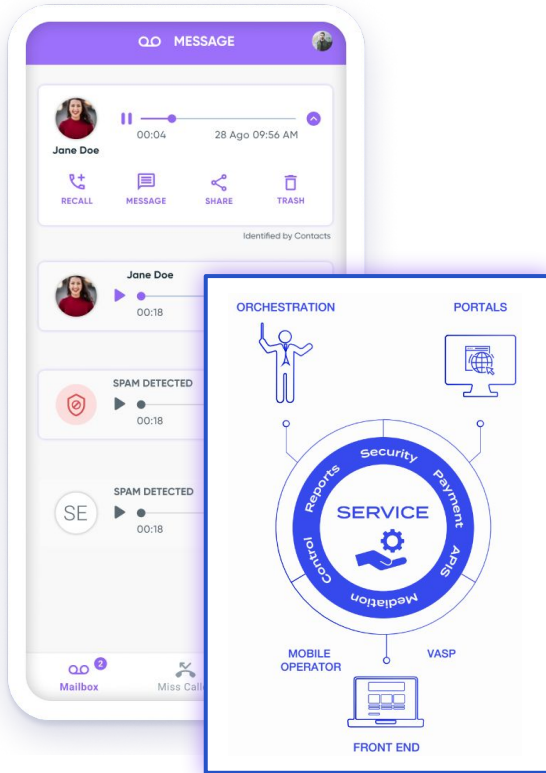 MESSAGE
00:04
28 Ago 09:56 AM
Jane Doe
RECALL
MESSAGE
SHARE
TRASH
Identified by Contacts
Jane Doe
00:18
SPAM DETECTED
00:18
SPAM DETECTED
SE
00:18
2
Mailbox
Miss Calle
ORCHESTRATION
PORTALS
Security
Payment
APIS
Mediation
Control
Reports
SERVICE
MOBILE
OPERATOR
VASP
FRONT END